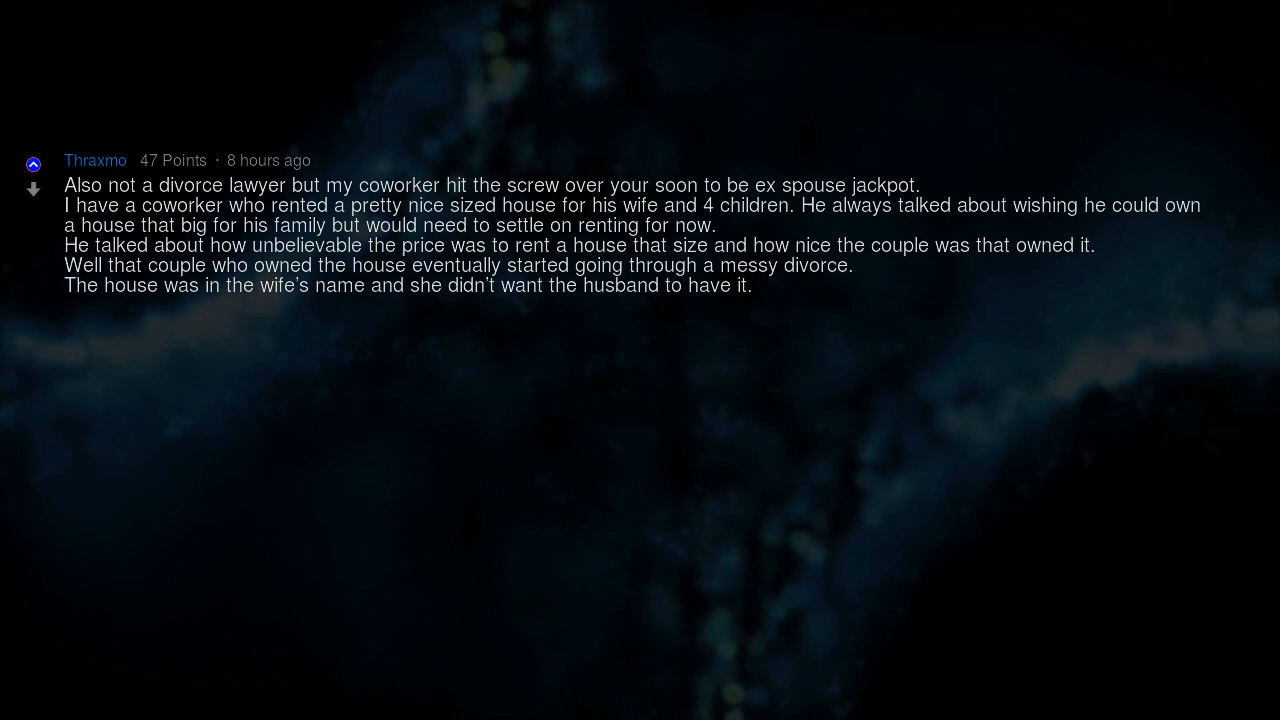 Thraxmo 47 Points · 8 hours ago
Also not a divorce lawyer but my coworker hit the screw over your soon to be ex spouse jackpot.
I have a coworker who rented a pretty nice sized house for his wife and 4 children. He always talked about wishing he could own
a house that big for his family but would need to settle on renting for now.
He talked about how unbelievable the price was to rent a house that size and how nice the couple was that owned it.
Well that couple who owned the house eventually started going through a messy divorce.
The house was in the wife's name and she didn't want the husband to have it.